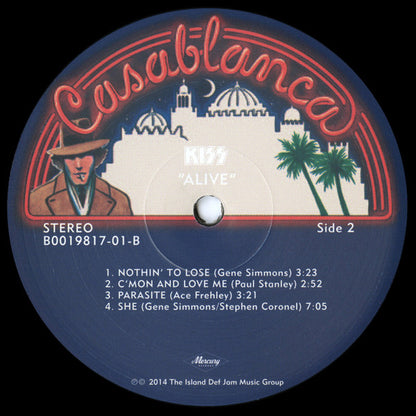 Casablanca
KISS
"ALIVE"
STEREO
B0019817-01-B
Side 2
1. NOTHIN' TO LOSE (Gene Simmons) 3:23
2. C'MON AND LOVE ME (Paul Stanley) 2:52
3. PARASITE (Ace Frehley) 3:21
4. SHE (Gene Simmons/Stephen Coronel) 7:05
Mercury
℗© 2014 The Island Def Jam Music Group